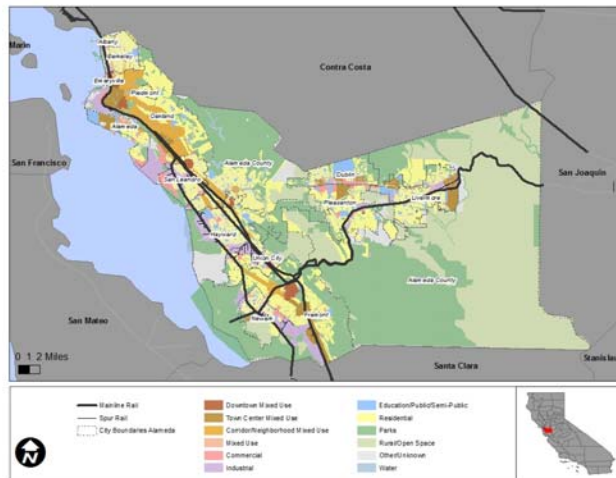 Marin
Albany
Berkeley
Contra Costa
Emeryville
Piedmont
Oakland
Alameda
San Francisco
Alameda County
Dublin
San Joaquin
San Leandro
Pleasanton
Livermore
Hayward
Union City
Alameda County
Newark
Fremont
San Mateo
Santa Clara
Stanislaus
0 1 2 Miles
Mainline Rail
Spur Rail
City Boundaries Alameda
Downtown Mixed Use
Town Center Mixed Use
Corridor/Neighborhood Mixed Use
Mixed Use
Commercial
Industrial
Education/Public/Semi-Public
Residential
Parks
Rural/Open Space
Other/Unknown
Water
N